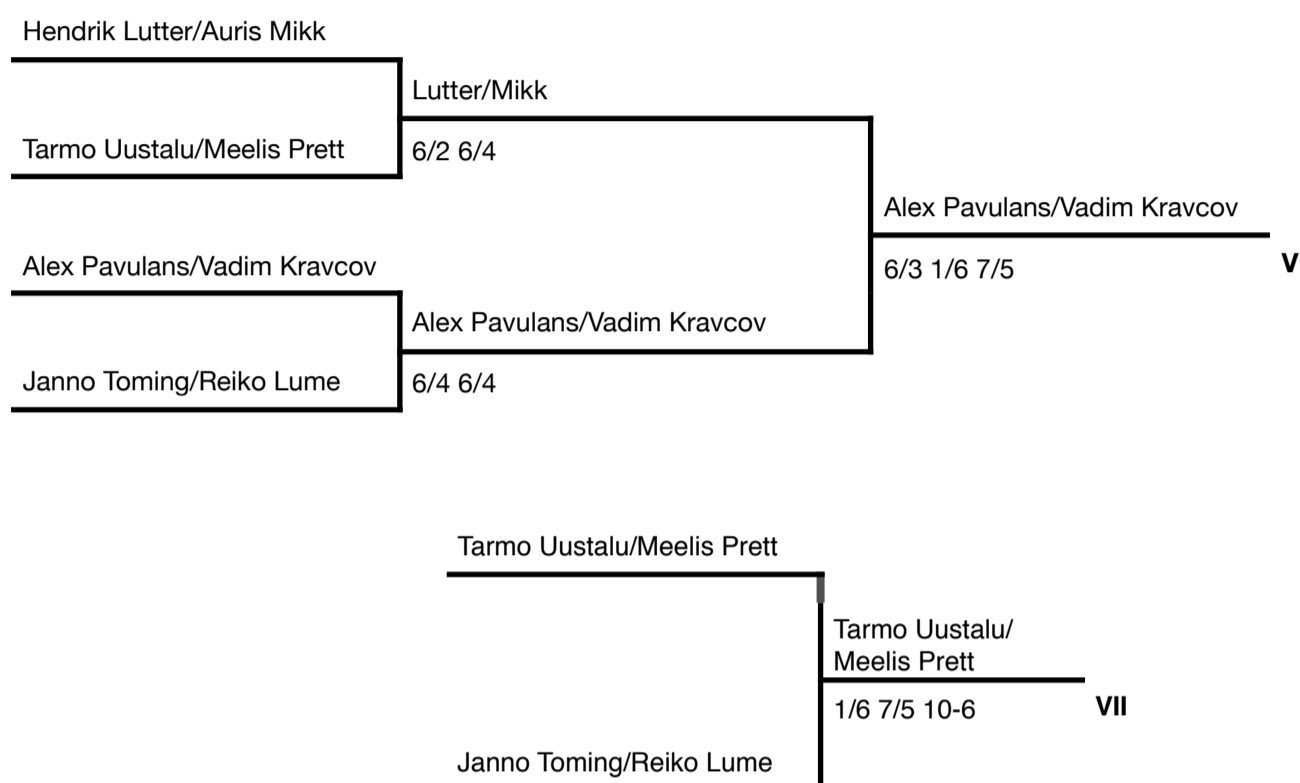 Hendrik Lutter/Auris Mikk
Lutter/Mikk
Tarmo Uustalu/Meelis Prett
6/2 6/4
Alex Pavulans/Vadim Kravcov
V
6/3 1/6 7/5
Alex Pavulans/Vadim Kravcov
Alex Pavulans/Vadim Kravcov
Janno Toming/Reiko Lume
6/4 6/4
Tarmo Uustalu/Meelis Prett
Tarmo Uustalu/
Meelis Prett
1/6 7/5 10-6
VII
Janno Toming/Reiko Lume